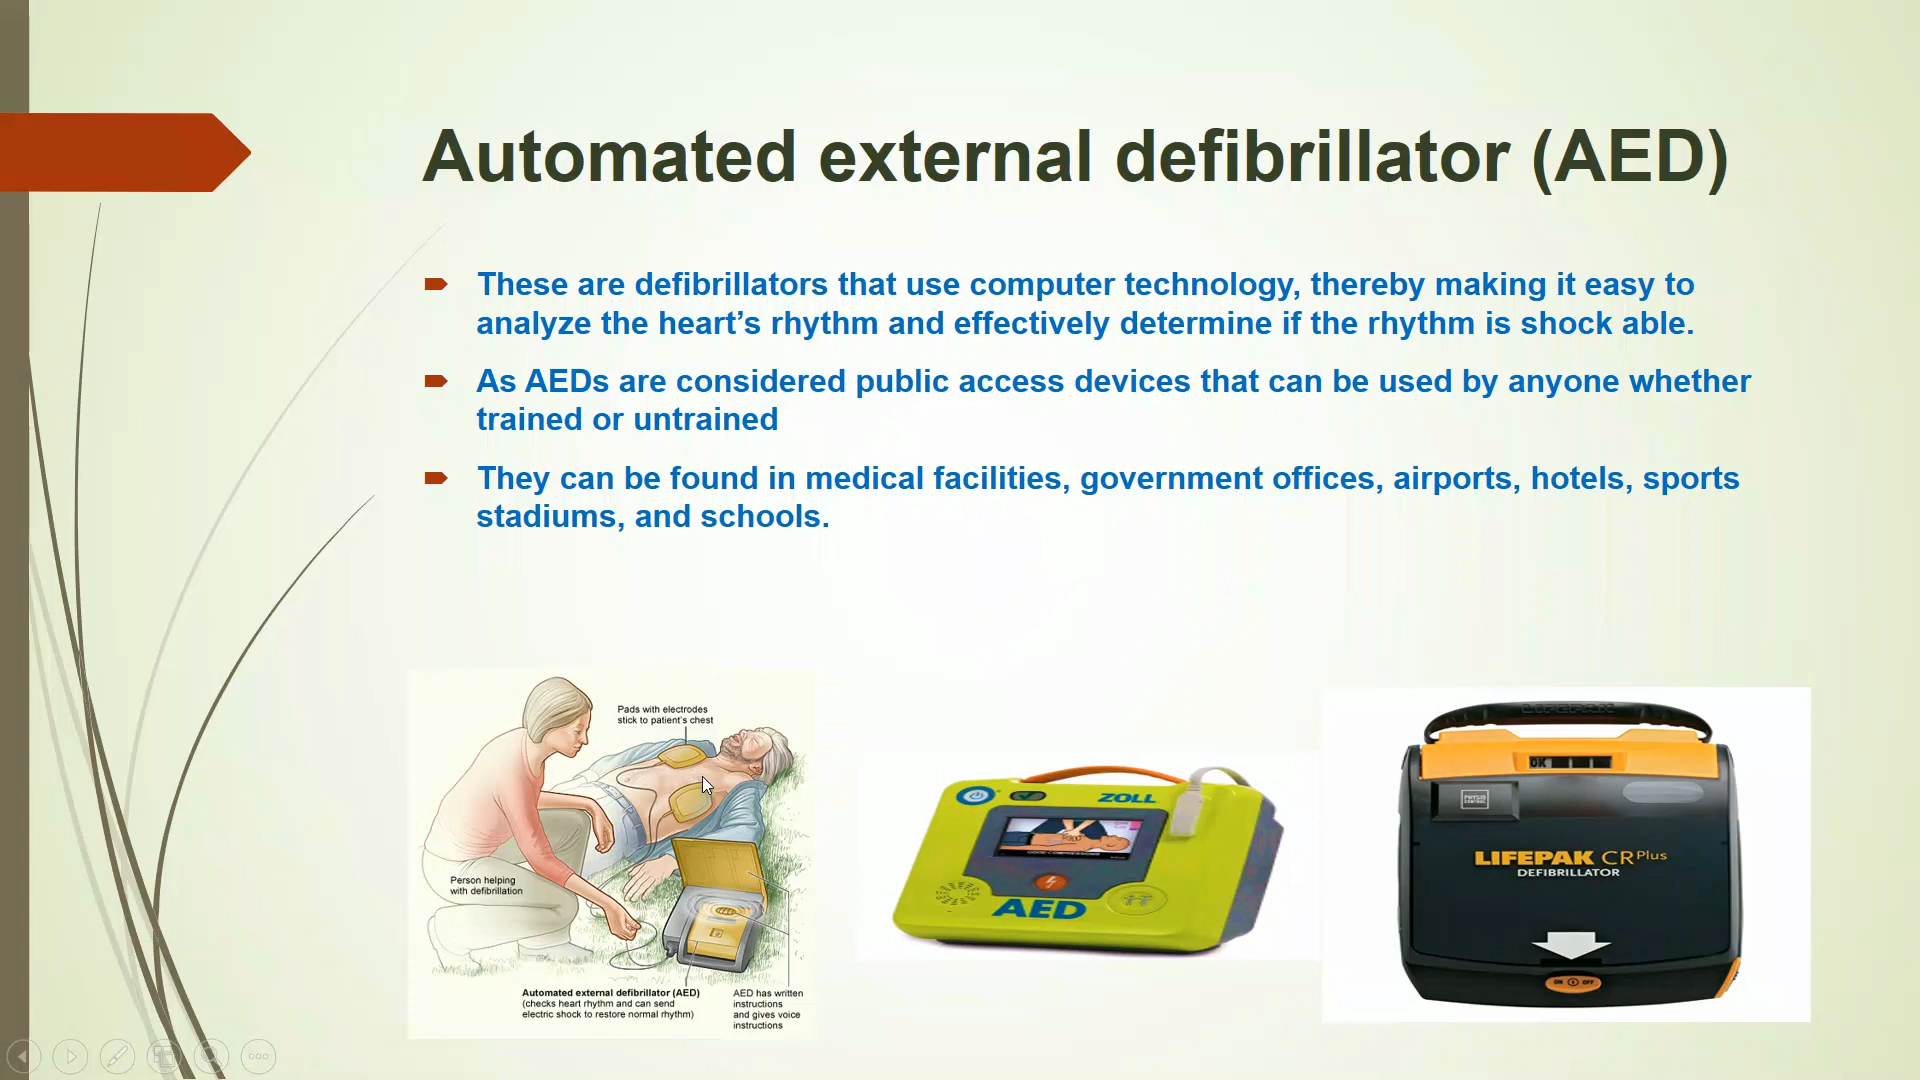 Automated external defibrillator (AED)
These are defibrillators that use computer technology, thereby making it easy to
analyze the heart’s rhythm and effectively determine if the rhythm is shock able.
As AEDs are considered public access devices that can be used by anyone whether
trained or untrained
They can be found in medical facilities, government offices, airports, hotels, sports
stadiums, and schools.
Pads with electrodes
stick to patient's chest
Person helping
with defibrillation
Automated external defibrillator (AED)
(checks heart rhythm and can send
electric shock to restore normal rhythm)
AED has written
instructions
and gives voice
instructions
ZOLL
AED
LIFEPAK
OK
PHYSIO
CONTROL
LIFEPAK CRPlus
DEFIBRILLATOR
ON OFF